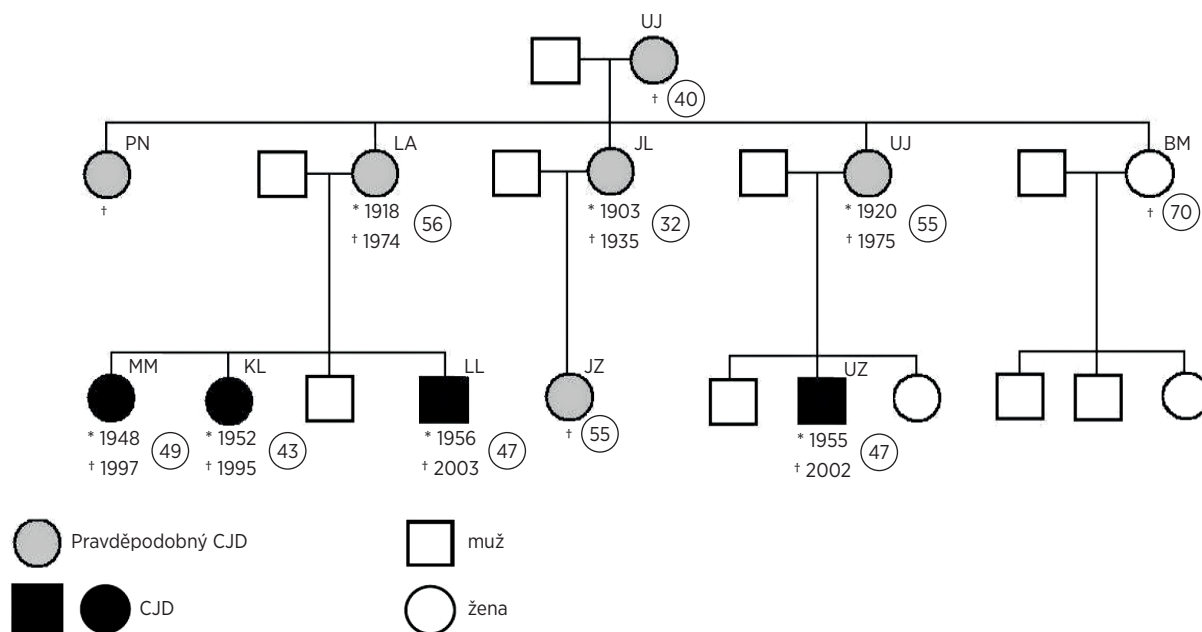 UJ
† 40
PN
LA
JL
UJ
BM
†
* 1918
† 1974
56
* 1903
† 1935
32
* 1920
† 1975
55
† 70
MM
KL
LL
JZ
UZ
* 1948
† 1997
49
* 1952
† 1995
43
* 1956
† 2003
47
† 55
* 1955
† 2002
47
Pravděpodobný CJD
muž
CJD
žena